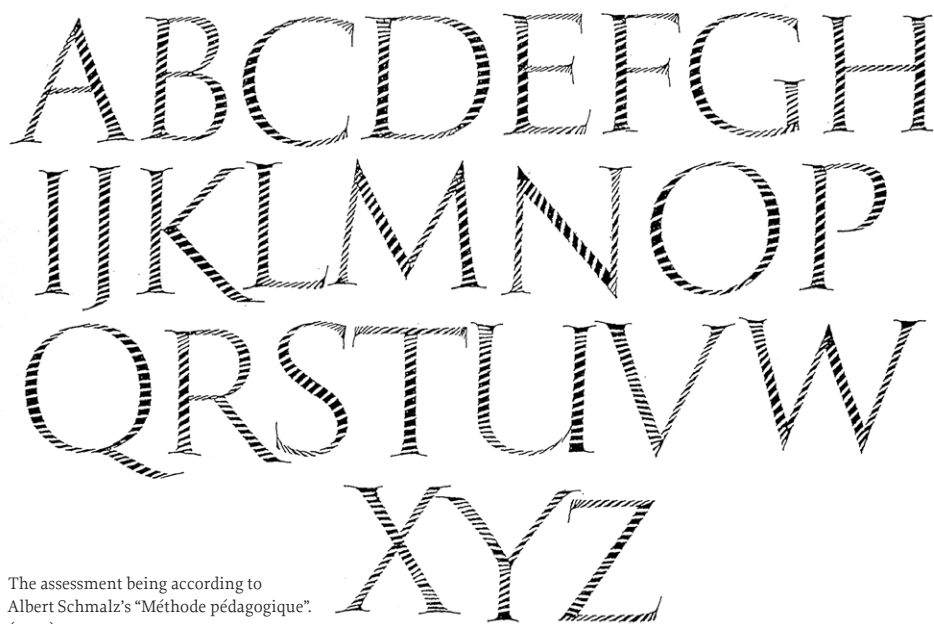 ABCDEFGH
IJKLMNOP
QRSTUVW
XYZ
The assessment being according to
Albert Schmalz’s “Méthode pédagogique”.